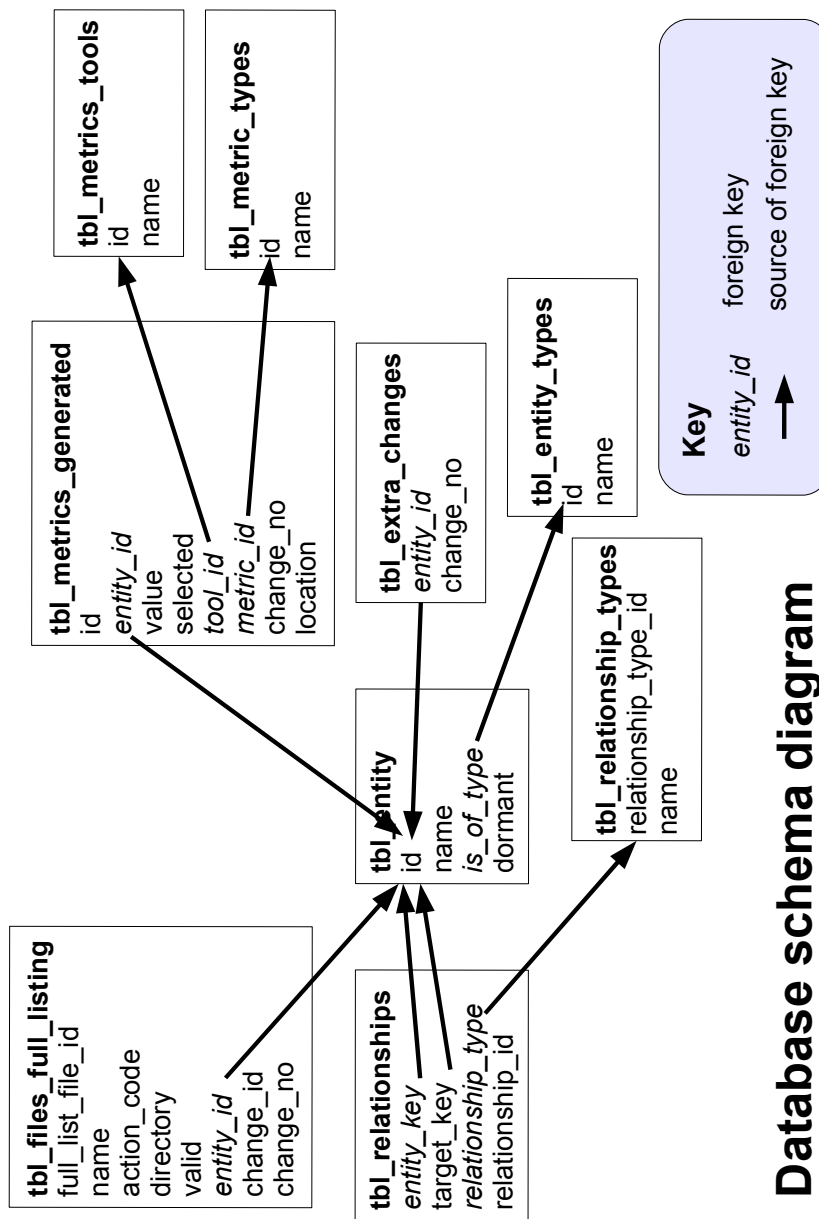 tbl_files_full_listing
full_list_file_id
name
action_code
directory
valid
entity_id
change_id
change_no
tbl_metrics_generated
id
entity_id
value
selected
tool_id
metric_id
change_no
location
tbl_metrics_tools
id
name
tbl_metric_types
id
name
tbl_relationships
entity_key
target_key
relationship_type
relationship_id
tbl_entity
id
name
is_of_type
dormant
tbl_extra_changes
entity_id
change_no
tbl_entity_types
id
name
tbl_relationship_types
relationship_type_id
name
Key
entity_id foreign key
source of foreign key
Database schema diagram